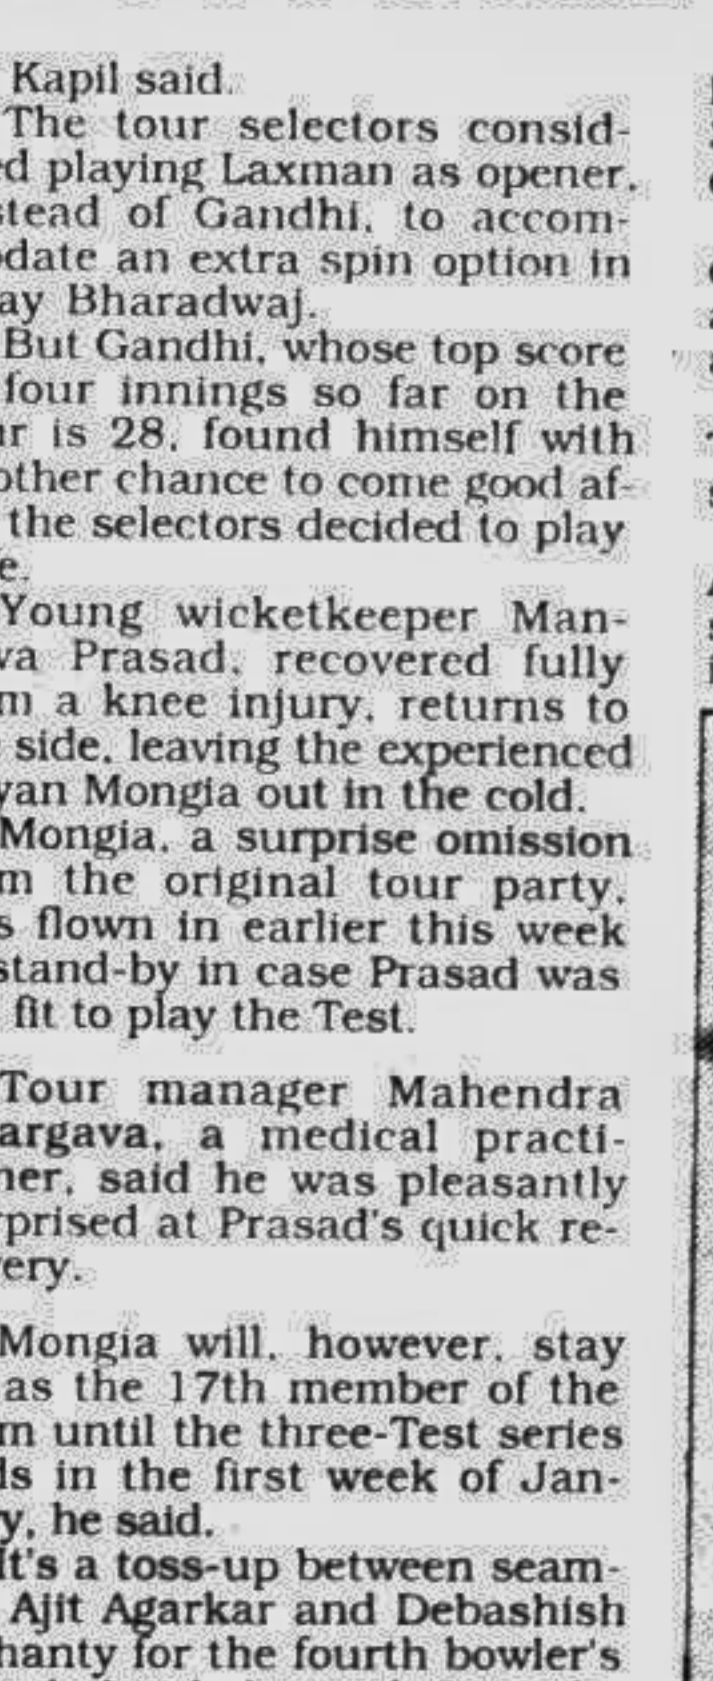 Kapil said.
The tour selectors consid-
ed playing Laxman as opener,
stead of Gandhi, to accom-
odate an extra spin option in
ay Bharadwaj.
But Gandhi, whose top score
four innings so far on the
ur is 28, found himself with
other chance to come good af-
the selectors decided to play
e.
Young wicketkeeper Man-
va Prasad, recovered fully
m a knee injury, returns to
side, leaving the experienced
yan Mongia out in the cold.
Mongia, a surprise omission
m the original tour party,
s flown in earlier this week
stand-by in case Prasad was
fit to play the Test.
Tour manager Mahendra
argava, a medical practi-
ner, said he was pleasantly
rprised at Prasad's quick re-
ery.
Mongia will, however, stay
as the 17th member of the
m until the three-Test series
ds in the first week of Jan-
y, he said.
It's a toss-up between seam-
Ajit Agarkar and Debashish
hanty for the fourth bowler's